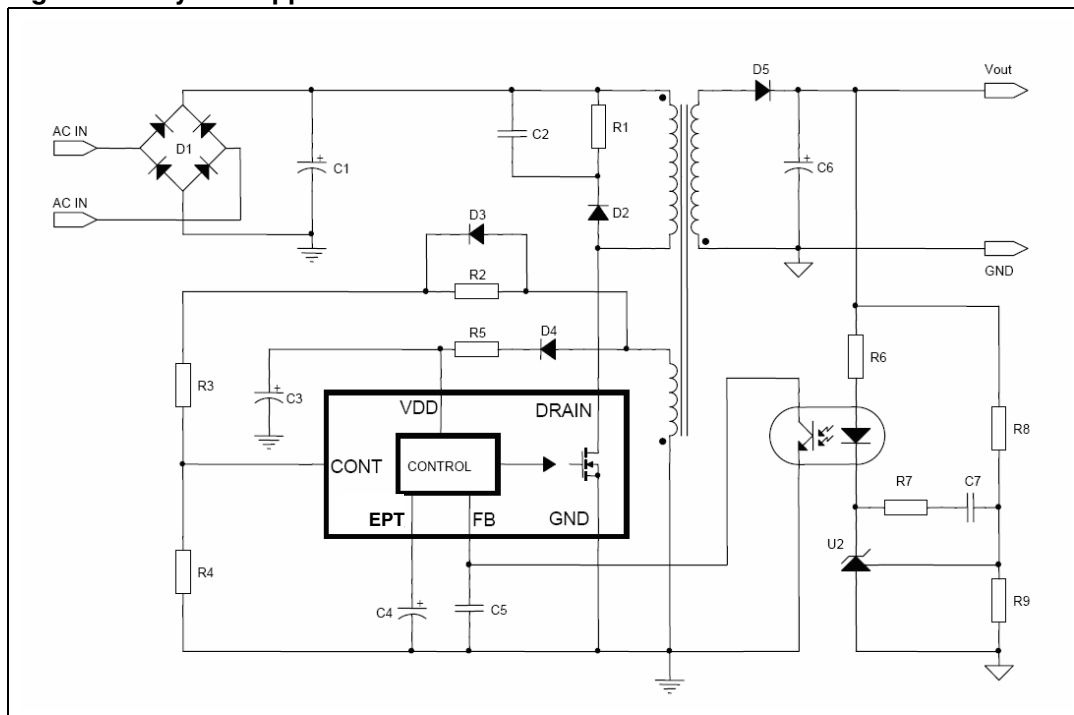 D5
Vout
AC IN
D1
C1
C2
R1
C6
AC IN
D2
D3
GND
R2
R5
D4
R6
R3
C3
VDD
DRAIN
R8
CONT
CONTROL
R7
C7
EPT
FB
GND
U2
R4
C4
C5
R9